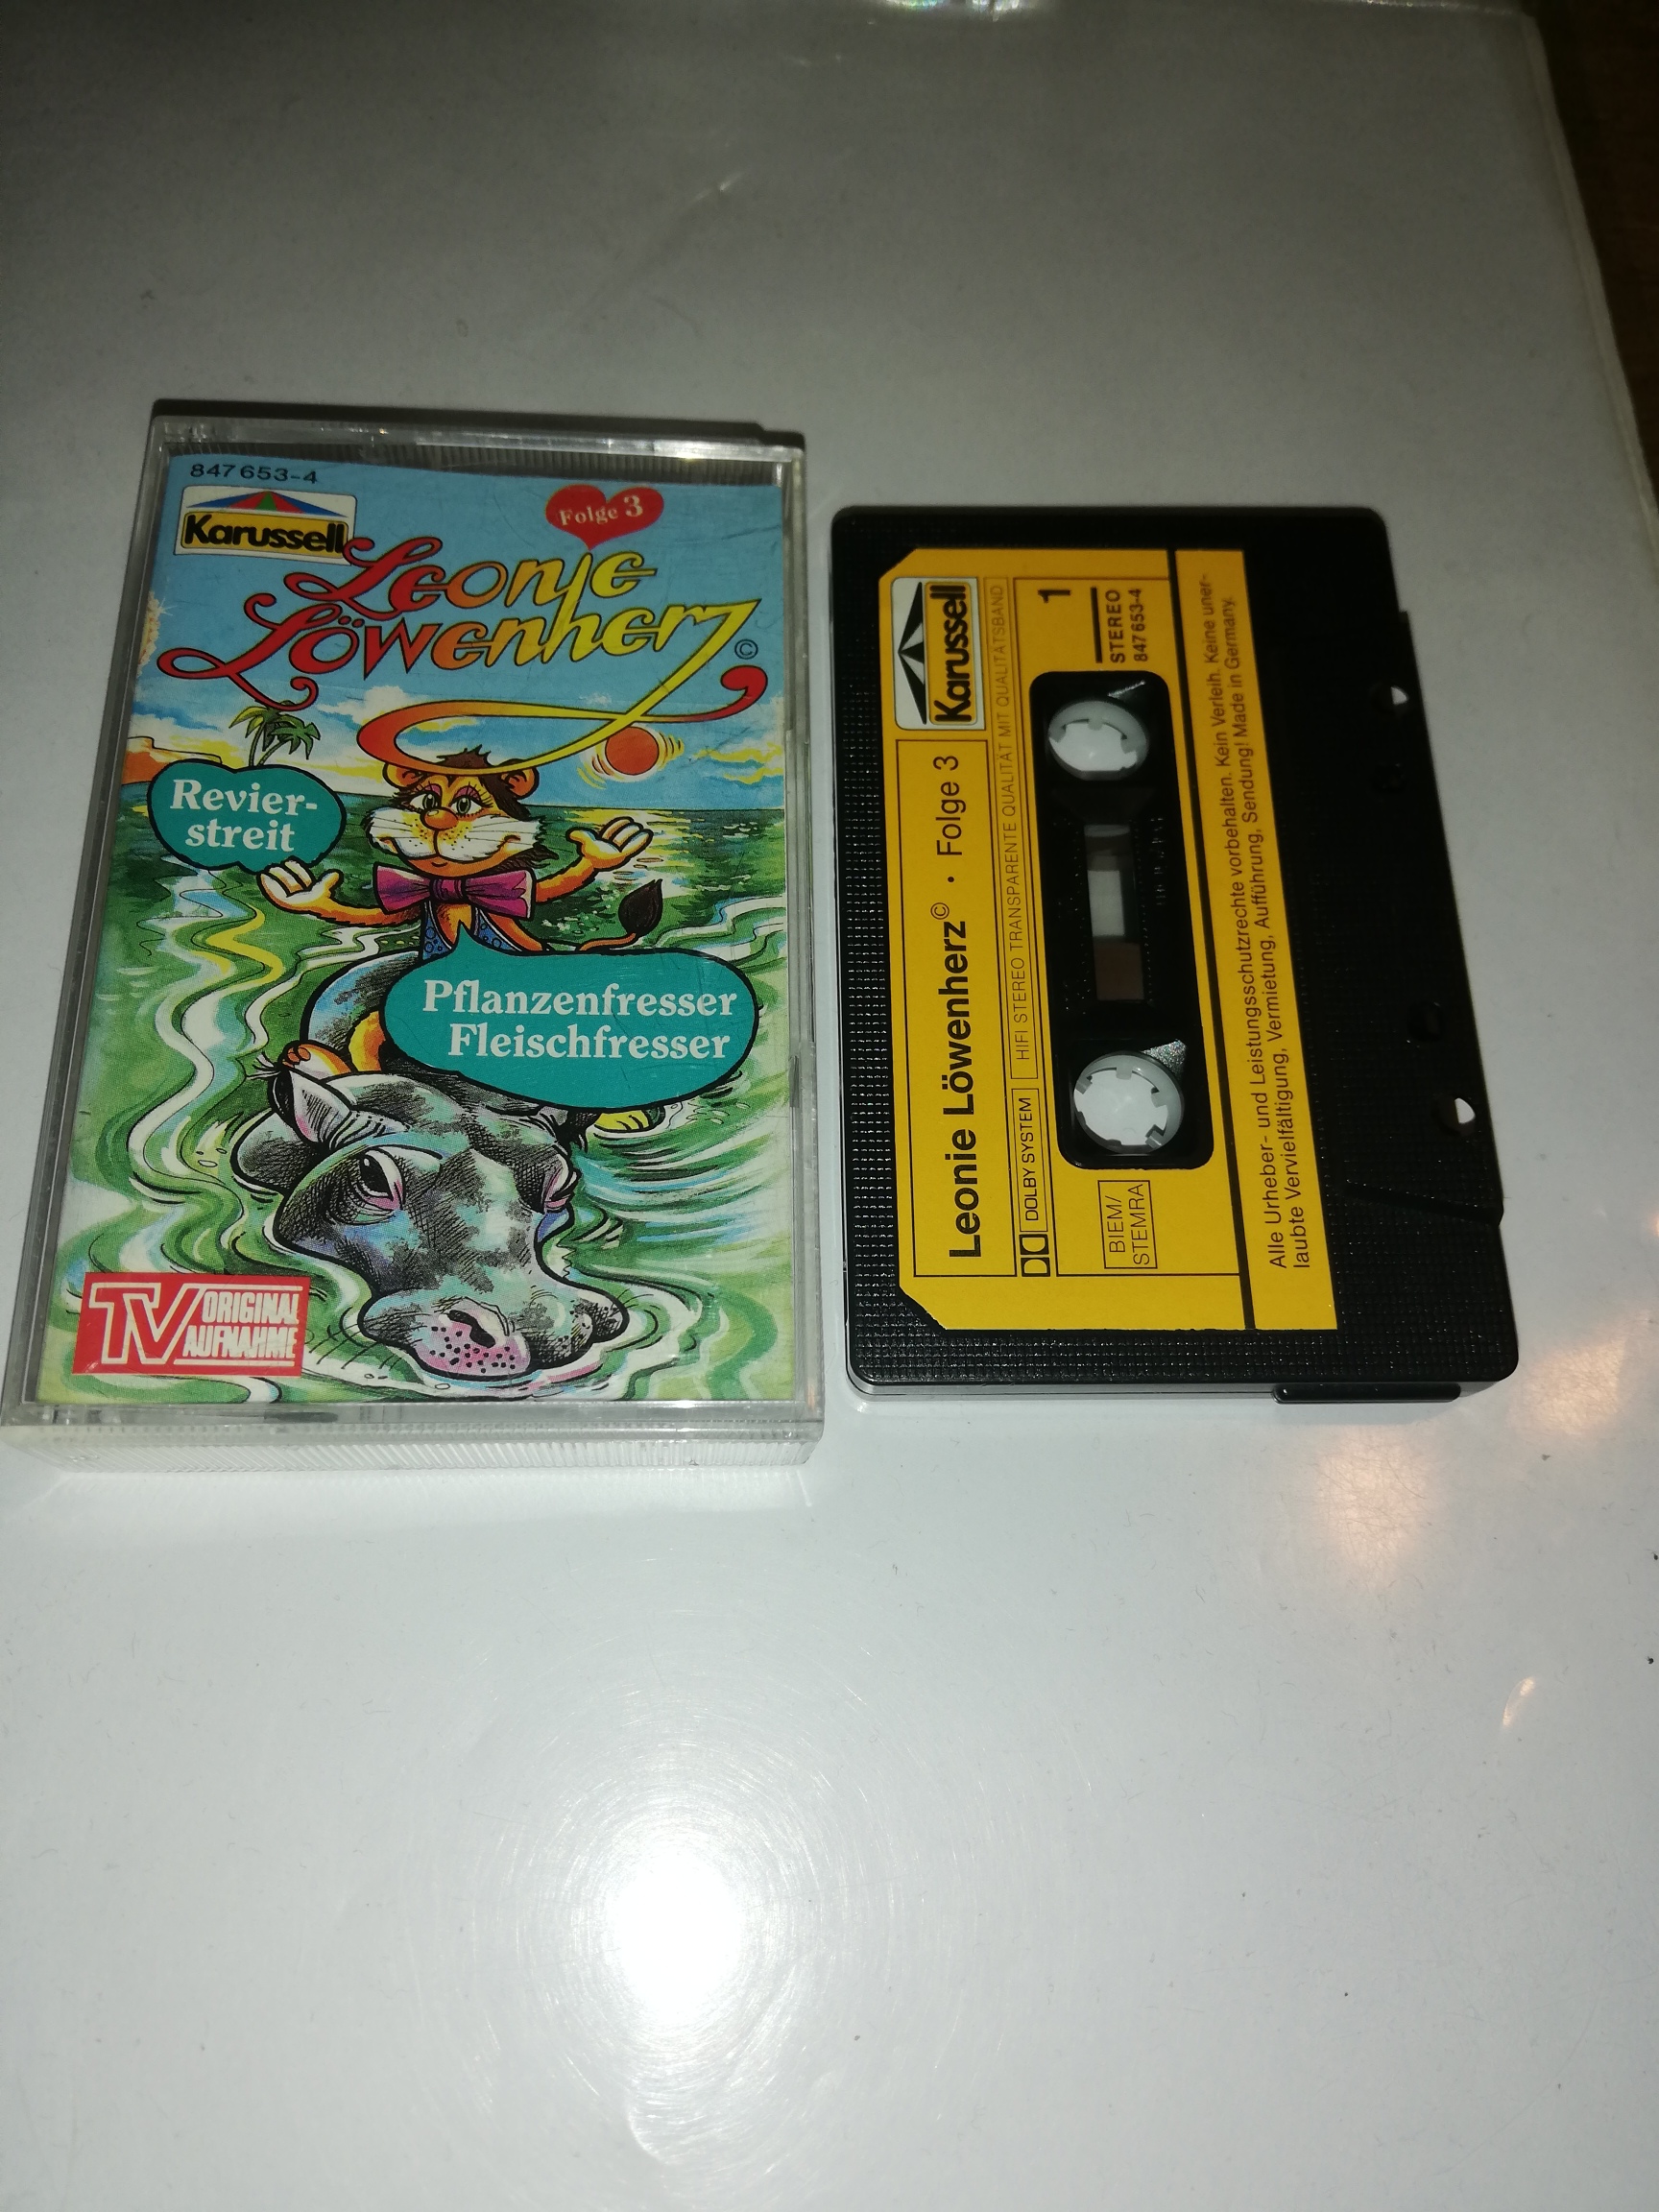 847 653-4
Karussell
Folge 3
Leonie
Löwenherz ©
Revier-
streit
Pflanzenfresser
Fleischfresser
TV ORIGINAL
AUFNAHME
Karussell
Leonie Löwenherz© · Folge 3
DOLBY SYSTEM
HIFI STEREO TRANSPARENTE QUALITÄT MIT QUALITÄTSBAND
1
STEREO
847 653-4
BIEM/
STEMRA
Alle Urheber- und Leistungsschutzrechte vorbehalten. Kein Verleih. Keine uner-
laubte Vervielfältigung, Vermietung, Aufführung, Sendung! Made in Germany.